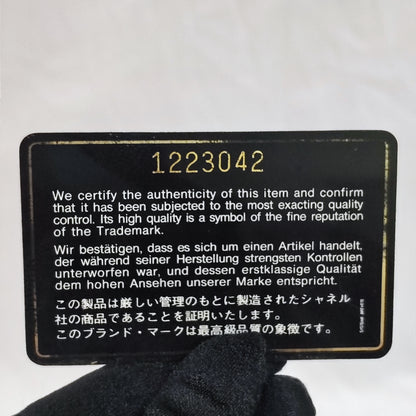 1223042
We certify the authenticity of this item and confirm
that it has been subjected to the most exacting quality
control. Its high quality is a symbol of the fine reputation
of the Trademark.
Wir bestätigen, dass es sich um einen Artikel handelt,
der während seiner Herstellung strengsten Kontrollen
unterworfen war, und dessen erstklassige Qualität
dem hohen Ansehen unserer Marke entspricht.
この製品は厳しい管理のもとに製造されたシャネル
社の商品であることを証明いたします。
このブランド・マークは最高級品質の象徴です。